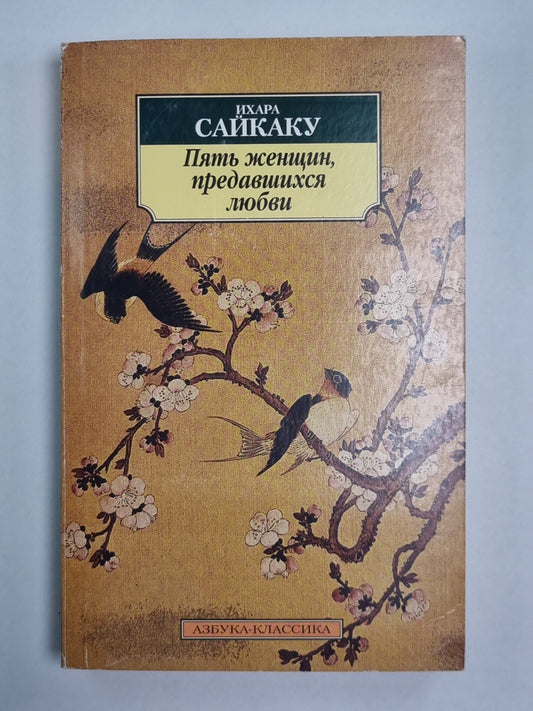 ИХАРА
САЙКАКУ
Пять женщин,
предавшихся
любви
АЗБУКА-КЛАССИКА